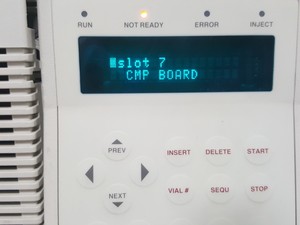 RUN NOT READY ERROR INJECT
slot 7
CMP BOARD
PREV
INSERT DELETE START
NEXT
VIAL # SEQU STOP